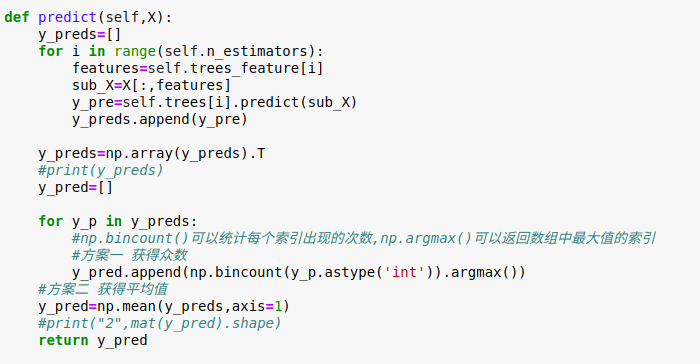 def predict(self,X):
    y_preds=[]
    for i in range(self.n_estimators):
        features=self.trees_feature[i]
        sub_X=X[:,features]
        y_pre=self.trees[i].predict(sub_X)
        y_preds.append(y_pre)

    y_preds=np.array(y_preds).T
    #print(y_preds)
    y_pred=[]

    for y_p in y_preds:
        #np.bincount()可以统计每个索引出现的次数,np.argmax()可以返回数组中最大值的索引
        #方案一 获得众数
        y_pred.append(np.bincount(y_p.astype('int')).argmax())
    #方案二 获得平均值
    y_pred=np.mean(y_preds,axis=1)
    #print("2",mat(y_pred).shape)
    return y_pred